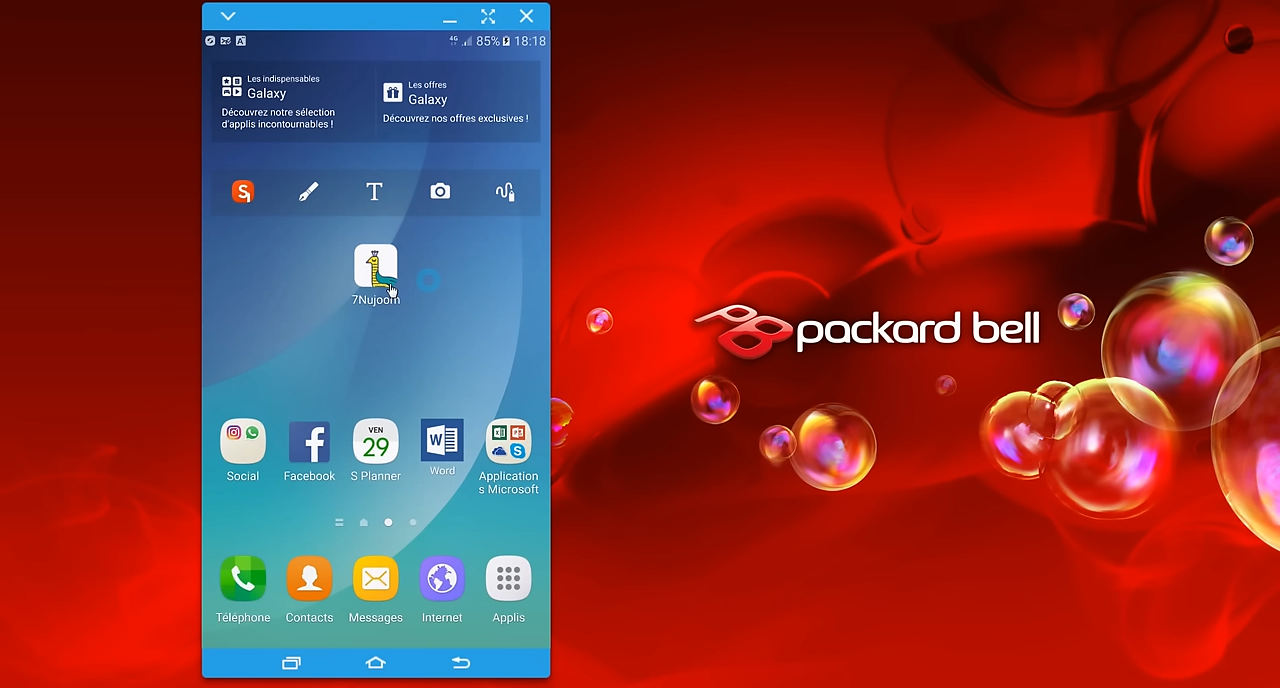 4G 85% 18:18
Les indispensables
Galaxy
Découvrez notre sélection
d'applis incontournables !
Les offres
Galaxy
Découvrez nos offres exclusives !
S
T
7Nujoom
packard bell
Social
Facebook
VEN
29
S Planner
W
Word
Application
s Microsoft
Téléphone
Contacts
Messages
Internet
Applis